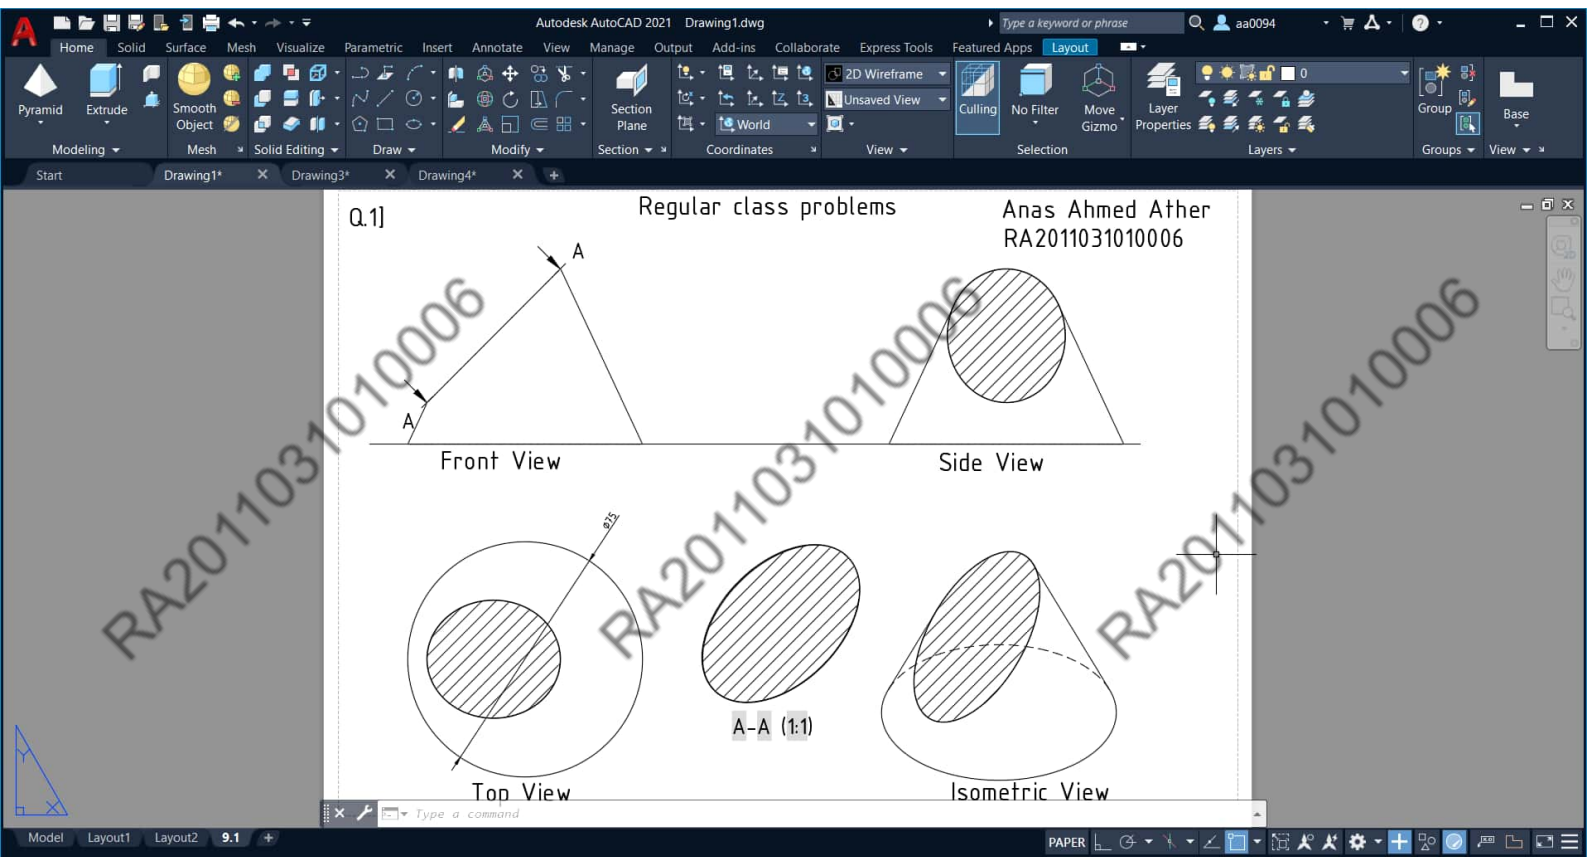 Autodesk AutoCAD 2021 Drawing1.dwg Type a keyword or phrase aa0094
Home Solid Surface Mesh Visualize Parametric Insert Annotate View Manage Output Add-ins Collaborate Express Tools Featured Apps Layout
Pyramid Extrude Smooth Object Section Plane World 2D Wireframe Unsaved View Culling No Filter Move Gizmo Layer Properties 0 Group Base
Modeling Mesh Solid Editing Draw Modify Section Coordinates View Selection Layers Groups View
Start Drawing1* Drawing3* Drawing4*
Q.1] Regular class problems Anas Ahmed Ather
RA2011031010006
A
A
Front View Side View
RA2011031010006 RA2011031010006 RA2011031010006
Ø75
A-A (1:1)
Top View Isometric View
Y
X
Type a command
Model Layout1 Layout2 9.1 PAPER